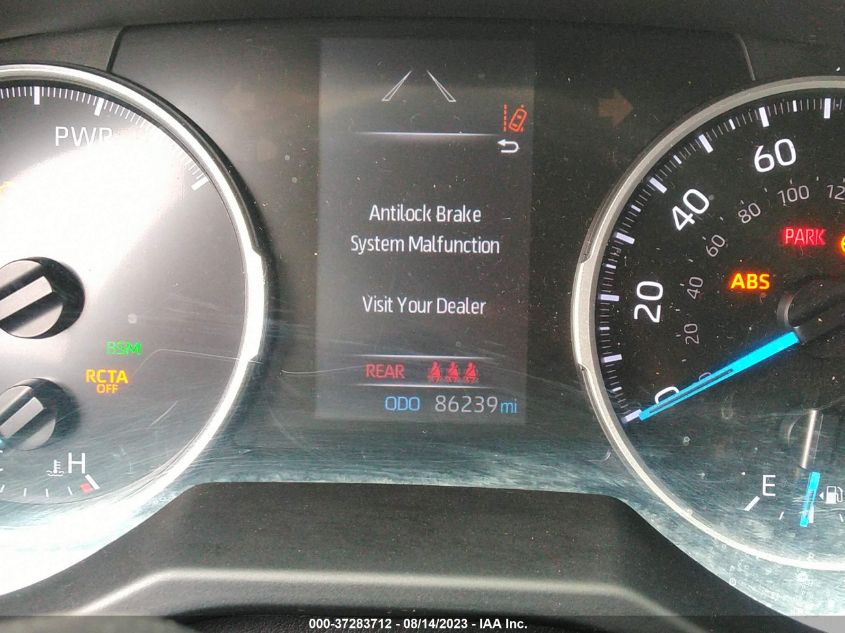 PWR
BSM
RCTA
OFF
H
Antilock Brake
System Malfunction
Visit Your Dealer
REAR
ODO 86239 mi
60
40
20
0
100
80
60
40
20
PARK
ABS
E
000-37283712 - 08/14/2023 - IAA Inc.